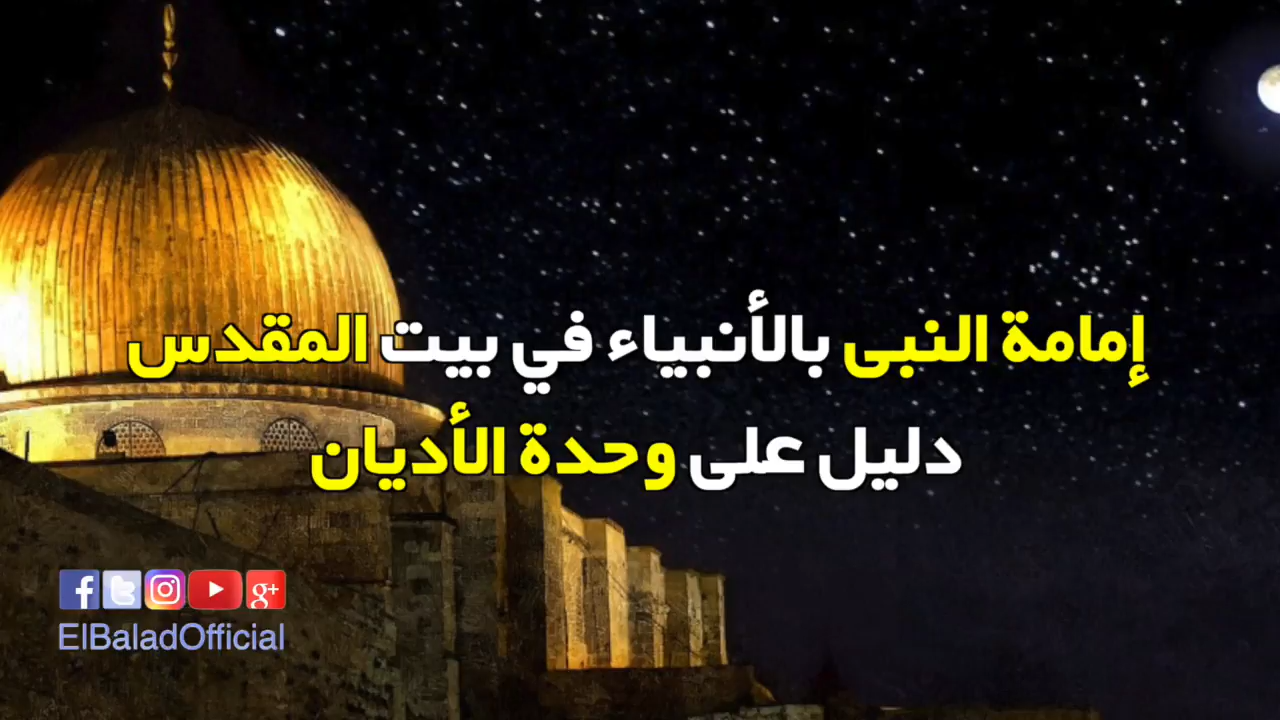 إمامة النبى بالأنبياء في بيت المقدس
دليل على وحدة الأديان
ElBaladOfficial